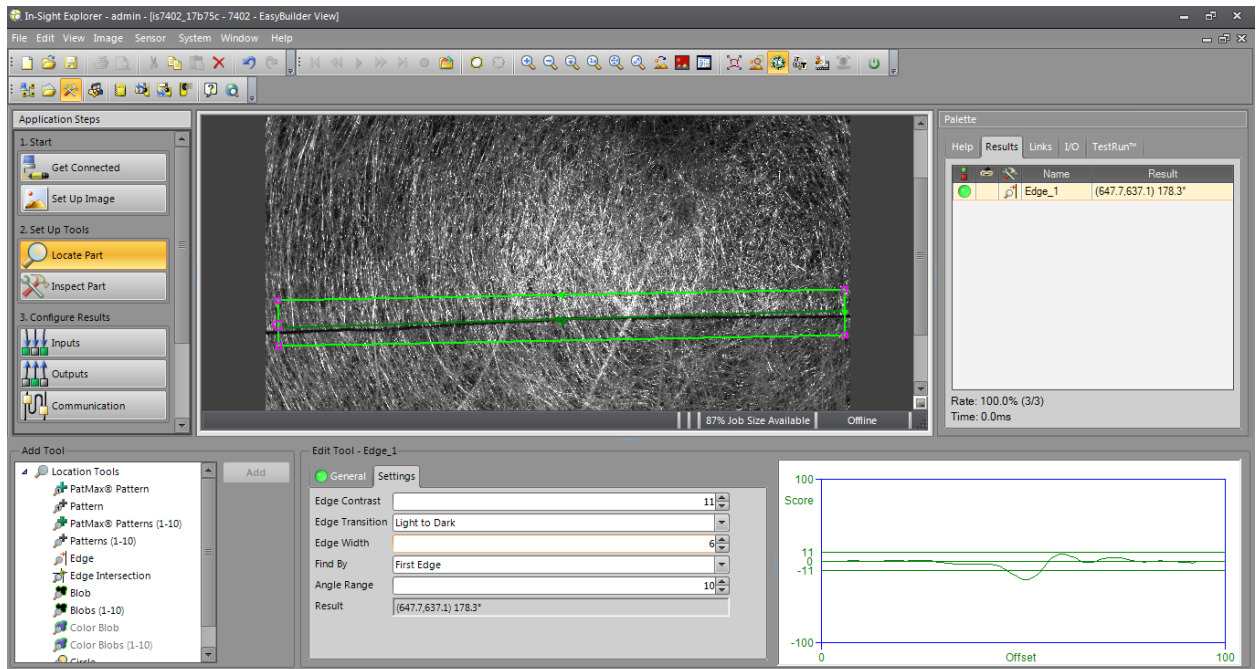 In-Sight Explorer - admin - [is7402_17b75c - 7402 - EasyBuilder View]
File Edit View Image Sensor System Window Help
Application Steps
1. Start
Get Connected
Set Up Image
2. Set Up Tools
Locate Part
Inspect Part
3. Configure Results
Inputs
Outputs
Communication
87% Job Size Available Offline
Palette
Help Results Links I/O TestRun™
Name Result
Edge_1 (647.7,637.1) 178.3°
Rate: 100.0% (3/3)
Time: 0.0ms
Add Tool
Location Tools
PatMax® Pattern
Pattern
PatMax® Patterns (1-10)
Patterns (1-10)
Edge
Edge Intersection
Blob
Blobs (1-10)
Color Blob
Color Blobs (1-10)
Circle
Add
Edit Tool - Edge_1
General Settings
Edge Contrast 11
Edge Transition Light to Dark
Edge Width 6
Find By First Edge
Angle Range 10
Result (647.7,637.1) 178.3°
100
Score
11
0
-11
-100
0 Offset 100